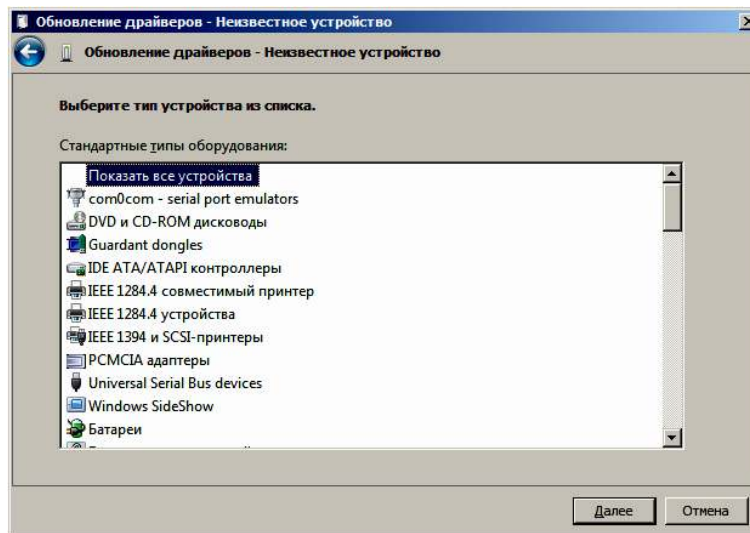 Обновление драйверов - Неизвестное устройство
Обновление драйверов - Неизвестное устройство
Выберите тип устройства из списка.
Стандартные типы оборудования:
Показать все устройства
com0com - serial port emulators
DVD и CD-ROM дисководы
Guardant dongles
IDE ATA/ATAPI контроллеры
IEEE 1284.4 совместимый принтер
IEEE 1284.4 устройства
IEEE 1394 и SCSI-принтеры
PCMCIA адаптеры
Universal Serial Bus devices
Windows SideShow
Батареи
Далее
Отмена